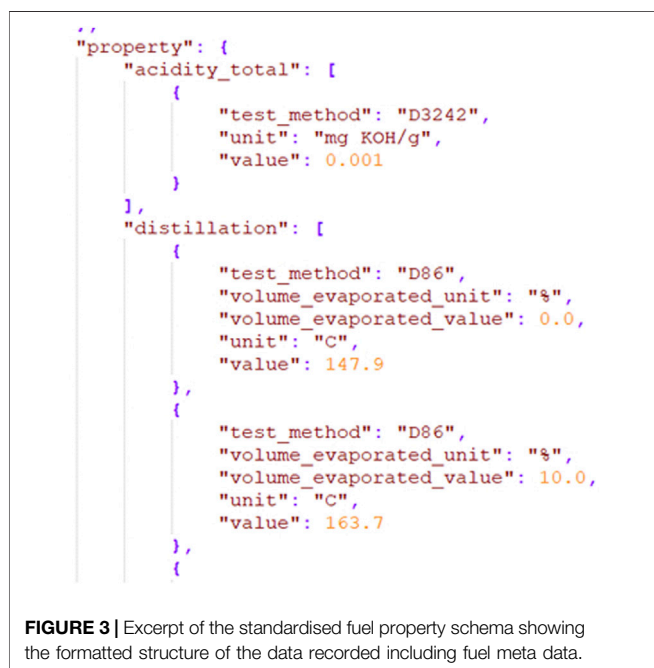 "property": {
"acidity_total": [
{
"test_method": "D3242",
"unit": "mg KOH/g",
"value": 0.001
}
],
"distillation": [
{
"test_method": "D86",
"volume_evaporated_unit": "%",
"volume_evaporated_value": 0.0,
"unit": "C",
"value": 147.9
},
{
"test_method": "D86",
"volume_evaporated_unit": "%",
"volume_evaporated_value": 10.0,
"unit": "C",
"value": 163.7
},
{
FIGURE 3 | Excerpt of the standardised fuel property schema showing
the formatted structure of the data recorded including fuel meta data.